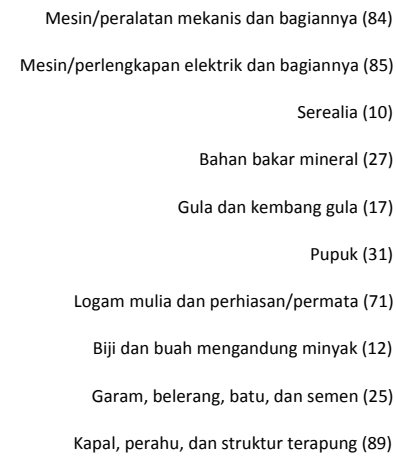 Mesin/peralatan mekanis dan bagiannya (84)
Mesin/perlengkapan elektrik dan bagiannya (85)
Serealia (10)
Bahan bakar mineral (27)
Gula dan kembang gula (17)
Pupuk (31)
Logam mulia dan perhiasan/permata (71)
Biji dan buah mengandung minyak (12)
Garam, belerang, batu, dan semen (25)
Kapal, perahu, dan struktur terapung (89)